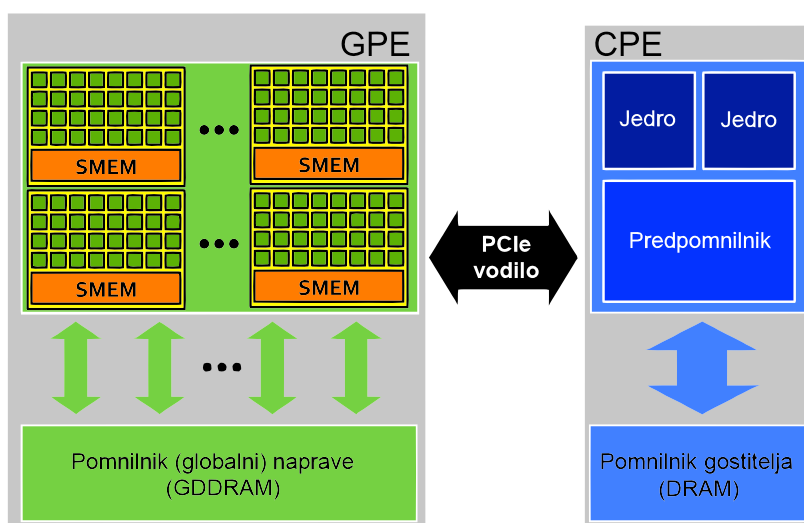 GPE
SMEM
SMEM
SMEM
SMEM
Pomnilnik (globalni) naprave
(GDDRAM)
PCIe
vodilo
CPE
Jedro
Jedro
Predpomnilnik
Pomnilnik gostitelja
(DRAM)